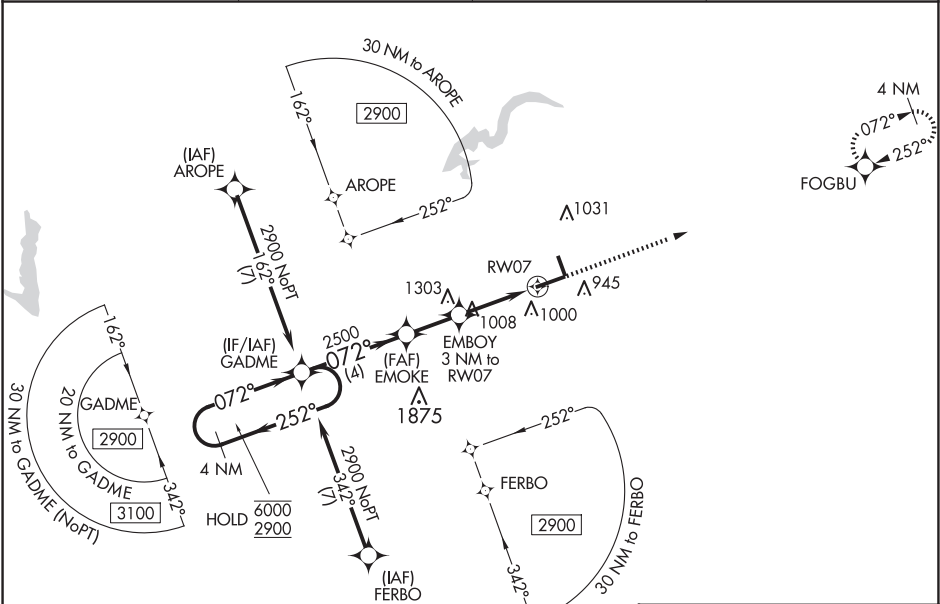 30 NM to AROPE
162°
2900
AROPE
252°
4 NM
072°
252°
FOGBU
(IAF)
AROPE
2900 NoPT
162°
(7)
1031
RW07
945
1303
1000
1008
EMBOY
3 NM to
RW07
(IF/IAF)
GADME
2500
072°
(4)
(FAF)
EMOKE
1875
072°
252°
4 NM
HOLD
6000
2900
162°
GADME
2900
20 NM to GADME
3100
342°
30 NM to GADME (NoPT)
2900 NoPT
342°
(7)
(IAF)
FERBO
252°
FERBO
2900
342°
30 NM to FERBO